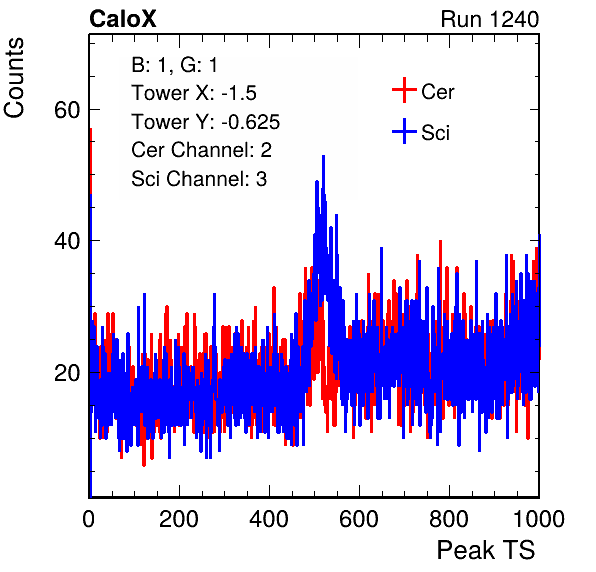 CaloX Run 1240
Counts
B: 1, G: 1
Tower X: -1.5
Tower Y: -0.625
Cer Channel: 2
Sci Channel: 3
Cer
Sci
60
40
20
0 200 400 600 800 1000
Peak TS